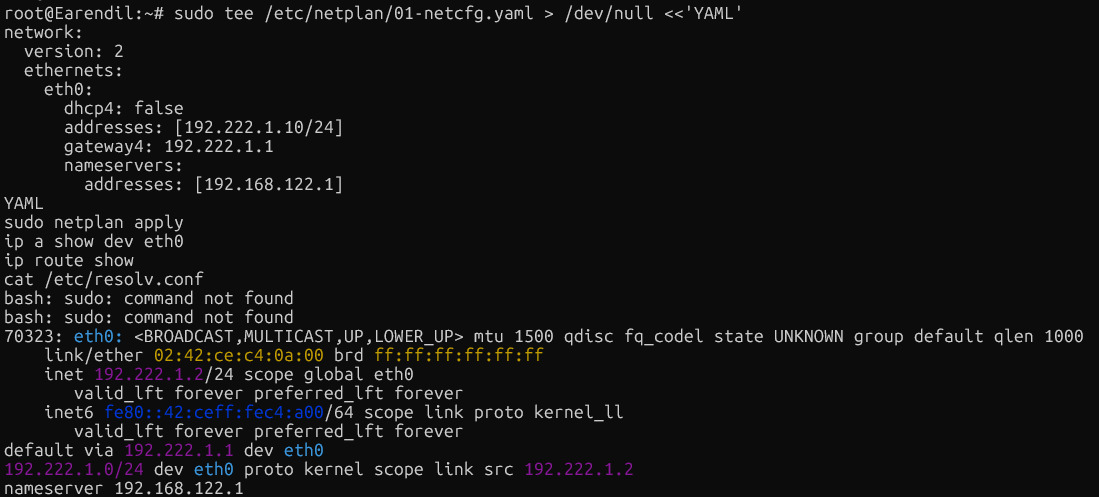 root@Earendil:~# sudo tee /etc/netplan/01-netcfg.yaml > /dev/null <<'YAML'
network:
  version: 2
  ethernets:
    eth0:
      dhcp4: false
      addresses: [192.222.1.10/24]
      gateway4: 192.222.1.1
      nameservers:
        addresses: [192.168.122.1]
YAML
sudo netplan apply
ip a show dev eth0
ip route show
cat /etc/resolv.conf
bash: sudo: command not found
bash: sudo: command not found
70323: eth0: <BROADCAST,MULTICAST,UP,LOWER_UP> mtu 1500 qdisc fq_codel state UNKNOWN group default qlen 1000
    link/ether 02:42:ce:c4:0a:00 brd ff:ff:ff:ff:ff:ff
    inet 192.222.1.2/24 scope global eth0
       valid_lft forever preferred_lft forever
    inet6 fe80::42:ceff:fec4:a00/64 scope link proto kernel_ll
       valid_lft forever preferred_lft forever
default via 192.222.1.1 dev eth0
192.222.1.0/24 dev eth0 proto kernel scope link src 192.222.1.2
nameserver 192.168.122.1